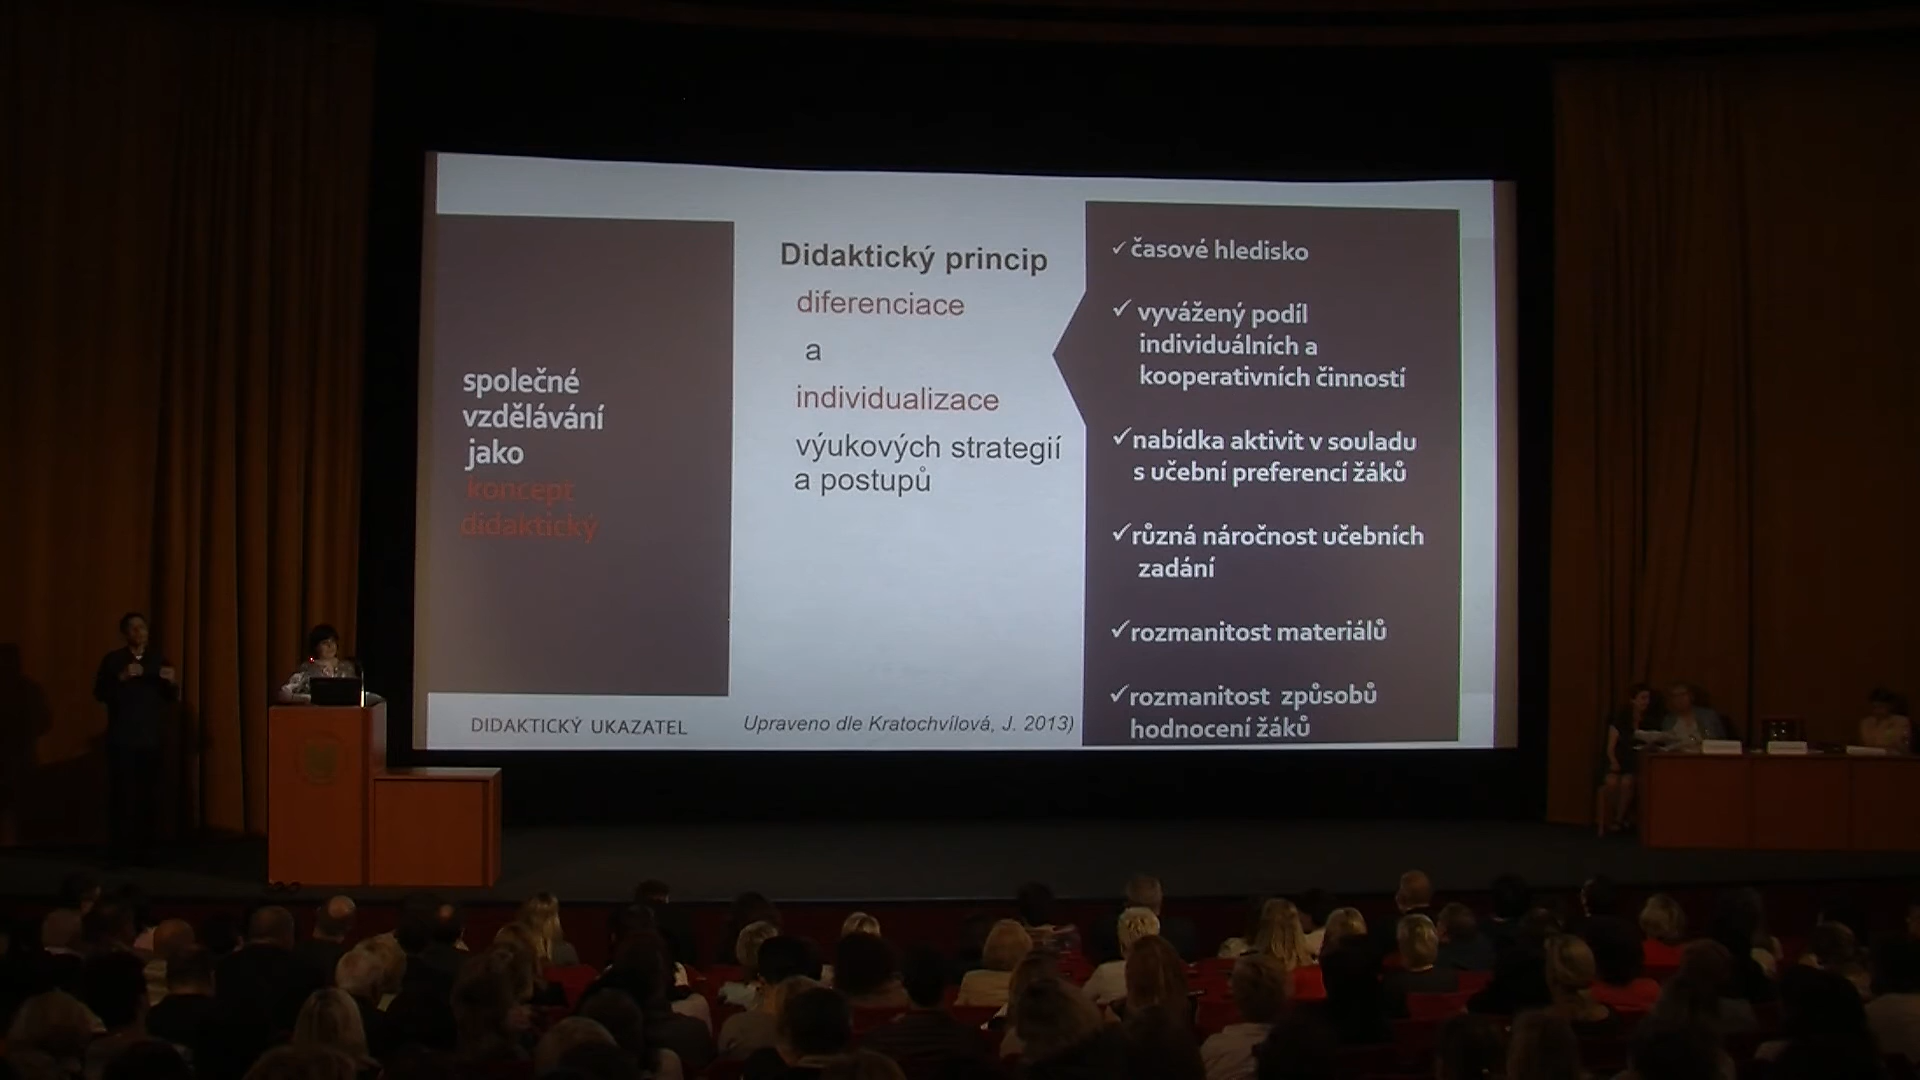 společné
vzdělávání
jako
koncept
didaktický
DIDAKTICKÝ UKAZATEL
Didaktický princip
diferenciace
a
individualizace
výukových strategií
a postupů
Upraveno dle Kratochvílová, J. 2013)
✓časové hledisko
✓ vyvážený podíl
individuálních a
kooperativních činností
✓nabídka aktivit v souladu
s učební preferencí žáků
✓různá náročnost učebních
zadání
✓rozmanitost materiálů
✓rozmanitost způsobů
hodnocení žáků